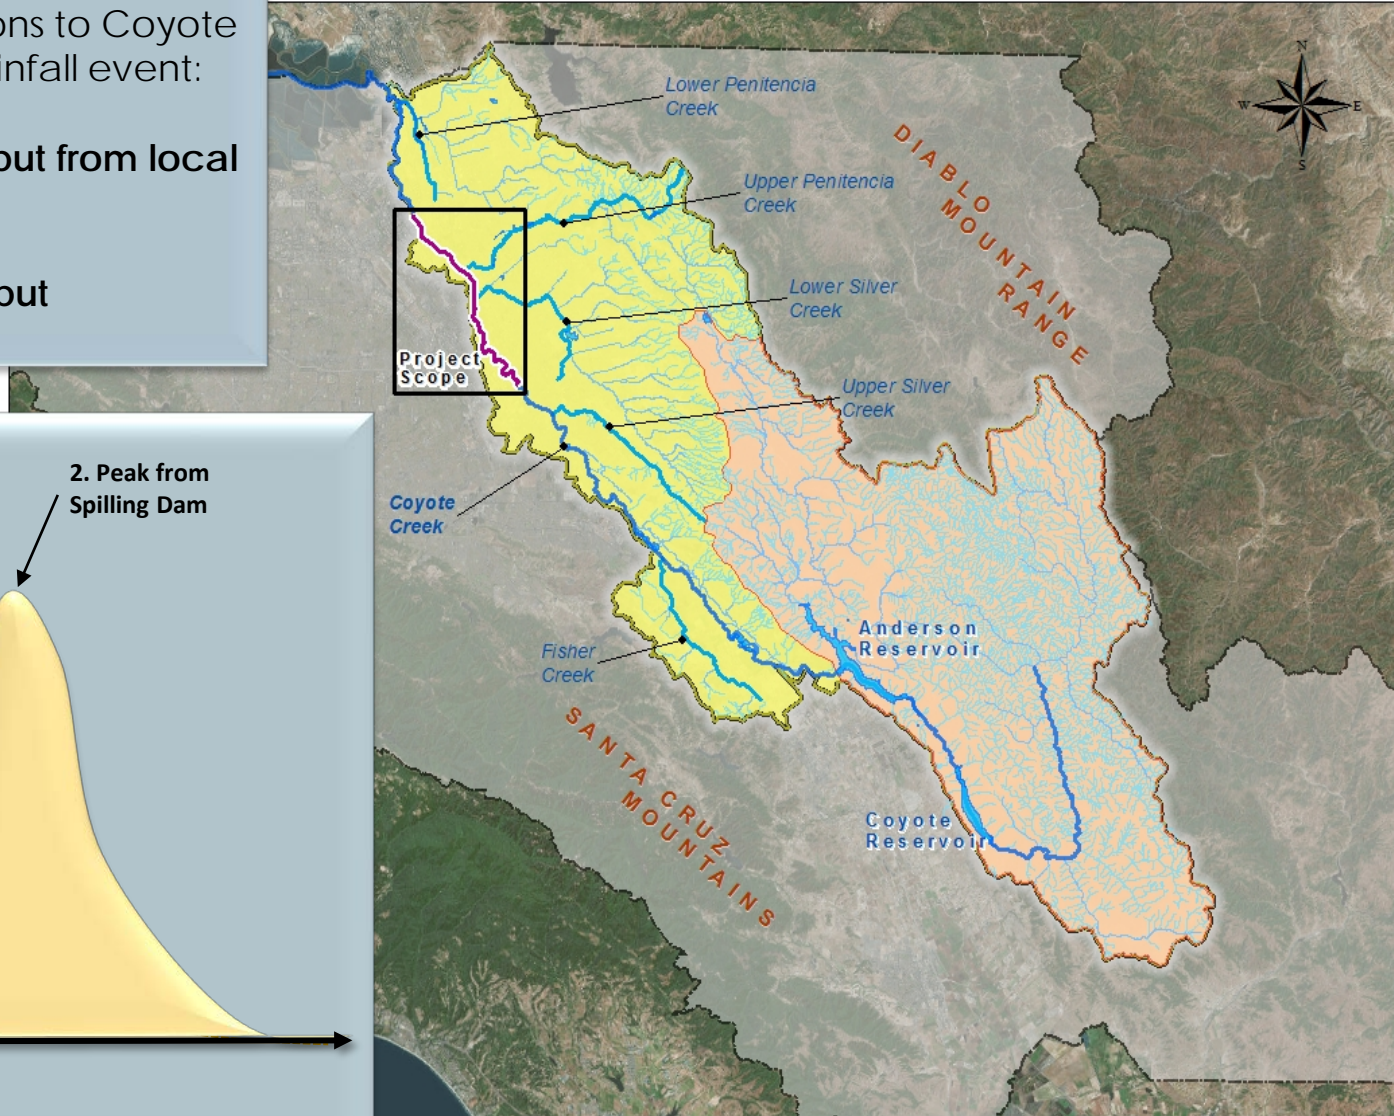 ons to Coyote
infall event:
out from local
out
2. Peak from
Spilling Dam
Lower Penitencia
Creek
Upper Penitencia
Creek
Lower Silver
Creek
Upper Silver
Creek
Coyote
Creek
Fisher
Creek
Project
Scope
Anderson
Reservoir
Coyote
Reservoir
DIABLO
MOUNTAIN
RANGE
SANTA CRUZ
MOUNTAINS
N
W
E
S